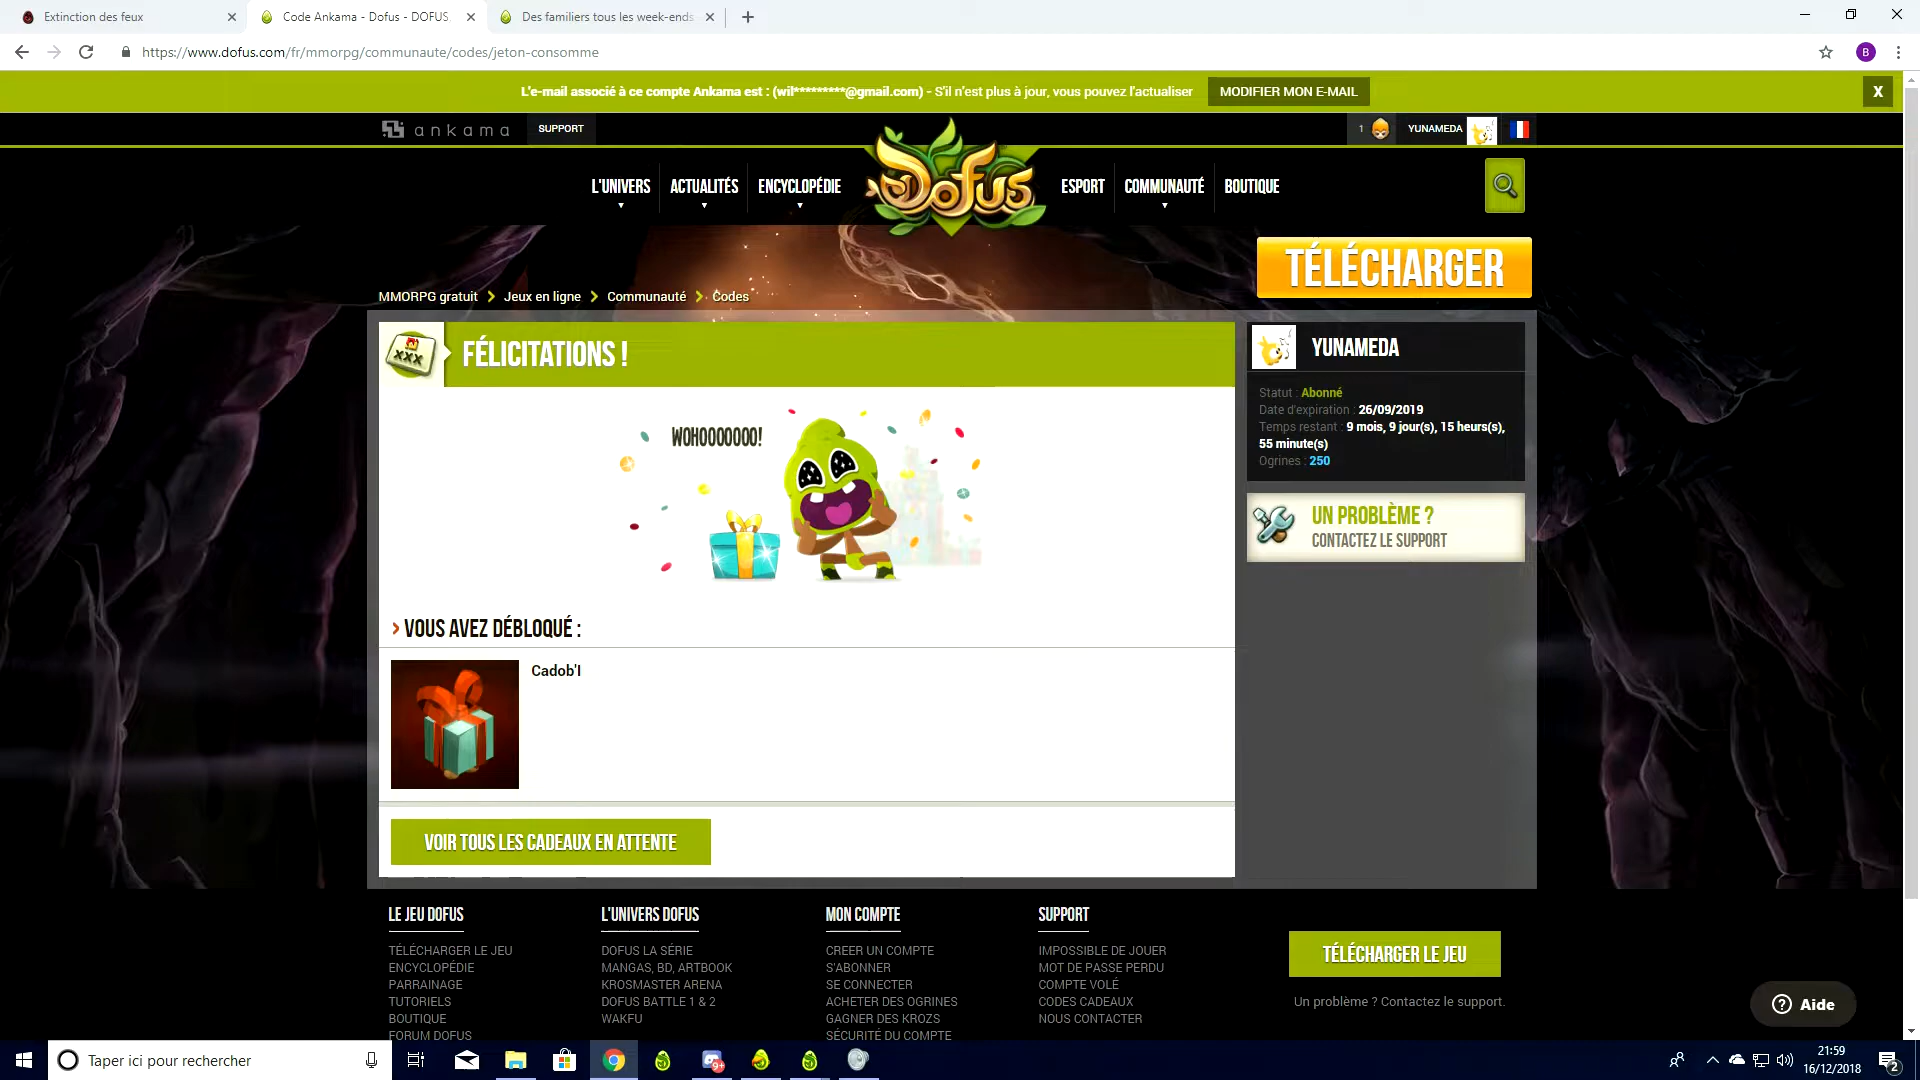 Extinction des feux
Code Ankama - Dofus - DOFUS
Des familiers tous les week-ends
https://www.dofus.com/fr/mmorpg/communaute/codes/jeton-consomme
B
L'e-mail associé à ce compte Ankama est : (wil*********@gmail.com) - S'il n'est plus à jour, vous pouvez l'actualiser
MODIFIER MON E-MAIL
X
ankama
SUPPORT
1
YUNAMEDA
L'UNIVERS
ACTUALITÉS
ENCYCLOPÉDIE
DOFUS
ESPORT
COMMUNAUTÉ
BOUTIQUE
TÉLÉCHARGER
MMORPG gratuit > Jeux en ligne > Communauté > Codes
XXX
FÉLICITATIONS !
WOHOOOOOOO!
VOUS AVEZ DÉBLOQUÉ :
Cadob'I
VOIR TOUS LES CADEAUX EN ATTENTE
YUNAMEDA
Statut : Abonné
Date d'expiration : 26/09/2019
Temps restant : 9 mois, 9 jour(s), 15 heurs(s),
55 minute(s)
Ogrines : 250
UN PROBLÈME ?
CONTACTEZ LE SUPPORT
LE JEU DOFUS
TÉLÉCHARGER LE JEU
ENCYCLOPÉDIE
PARRAINAGE
TUTORIELS
BOUTIQUE
FORUM DOFUS
L'UNIVERS DOFUS
DOFUS LA SÉRIE
MANGAS, BD, ARTBOOK
KROSMASTER ARENA
DOFUS BATTLE 1 & 2
WAKFU
MON COMPTE
CREER UN COMPTE
S'ABONNER
SE CONNECTER
ACHETER DES OGRINES
GAGNER DES KROZS
SÉCURITÉ DU COMPTE
SUPPORT
IMPOSSIBLE DE JOUER
MOT DE PASSE PERDU
COMPTE VOLÉ
CODES CADEAUX
NOUS CONTACTER
TÉLÉCHARGER LE JEU
Un problème ? Contactez le support.
Aide
Taper ici pour rechercher
9+
21:59
16/12/2018
2